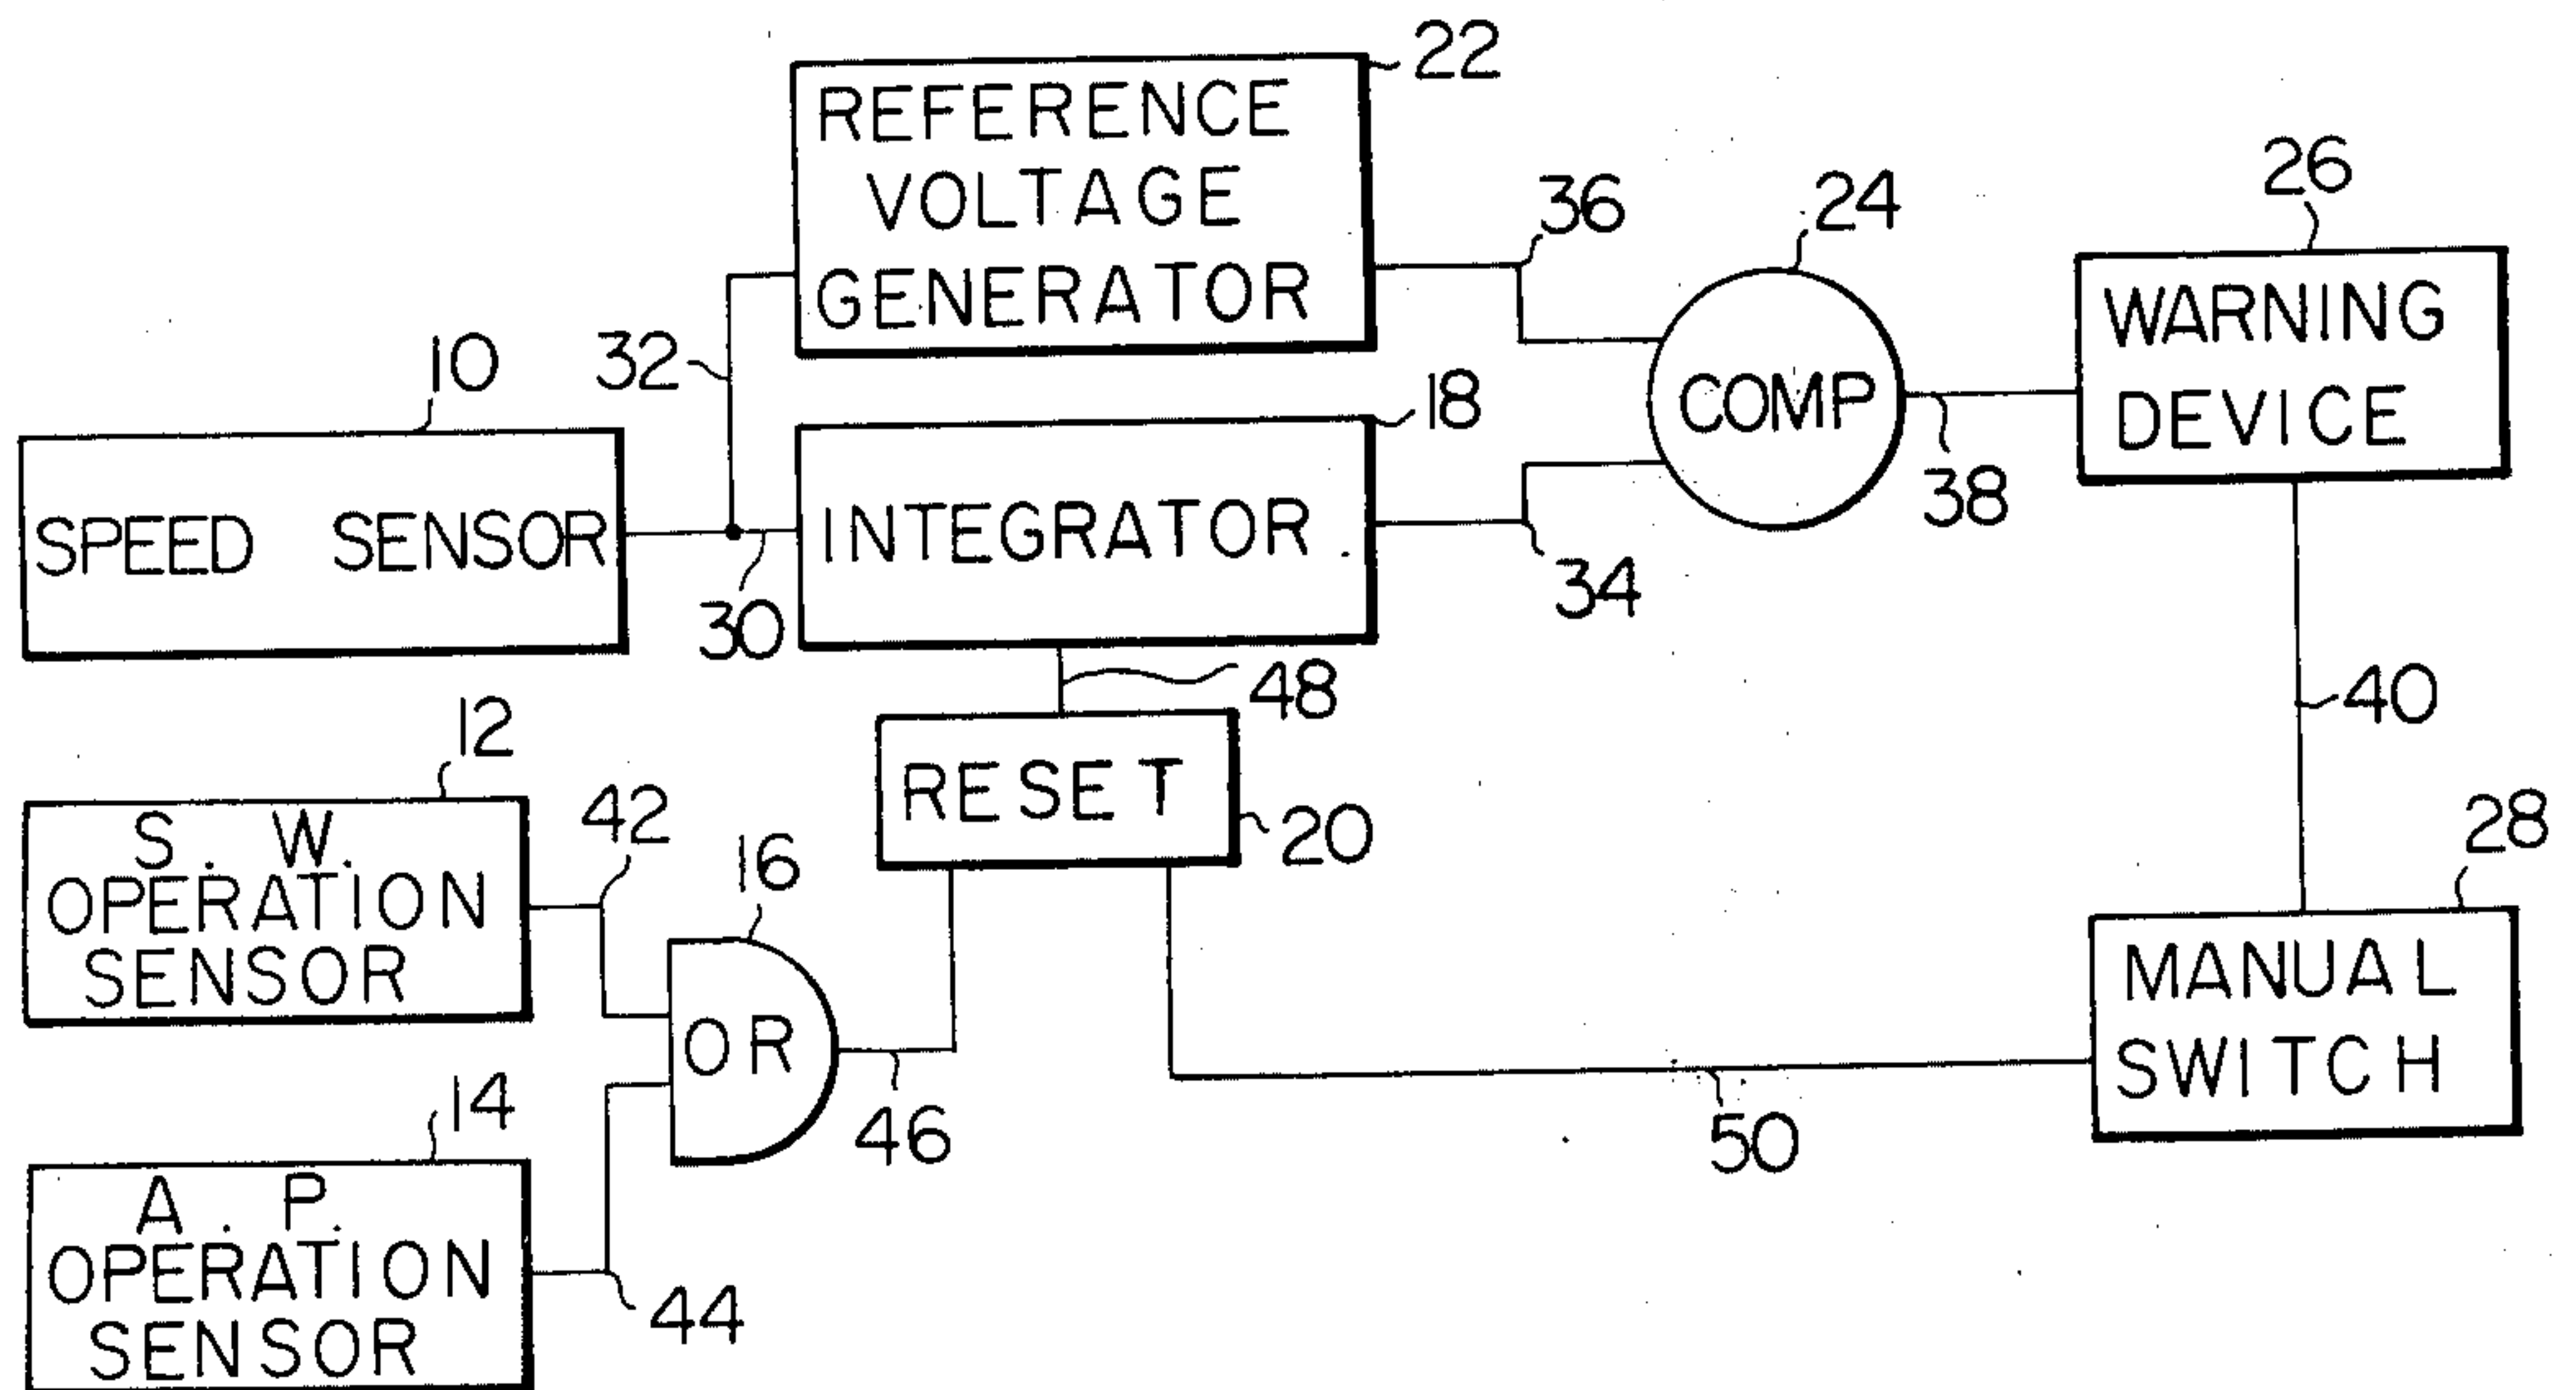 22
REFERENCE
VOLTAGE
GENERATOR
36
24
26
COMP
WARNING
DEVICE
38
10
32
18
SPEED SENSOR
30
INTEGRATOR
34
48
40
12
S. W.
OPERATION
SENSOR
42
16
RESET
20
28
OR
46
50
MANUAL
SWITCH
14
A. P.
OPERATION
SENSOR
44